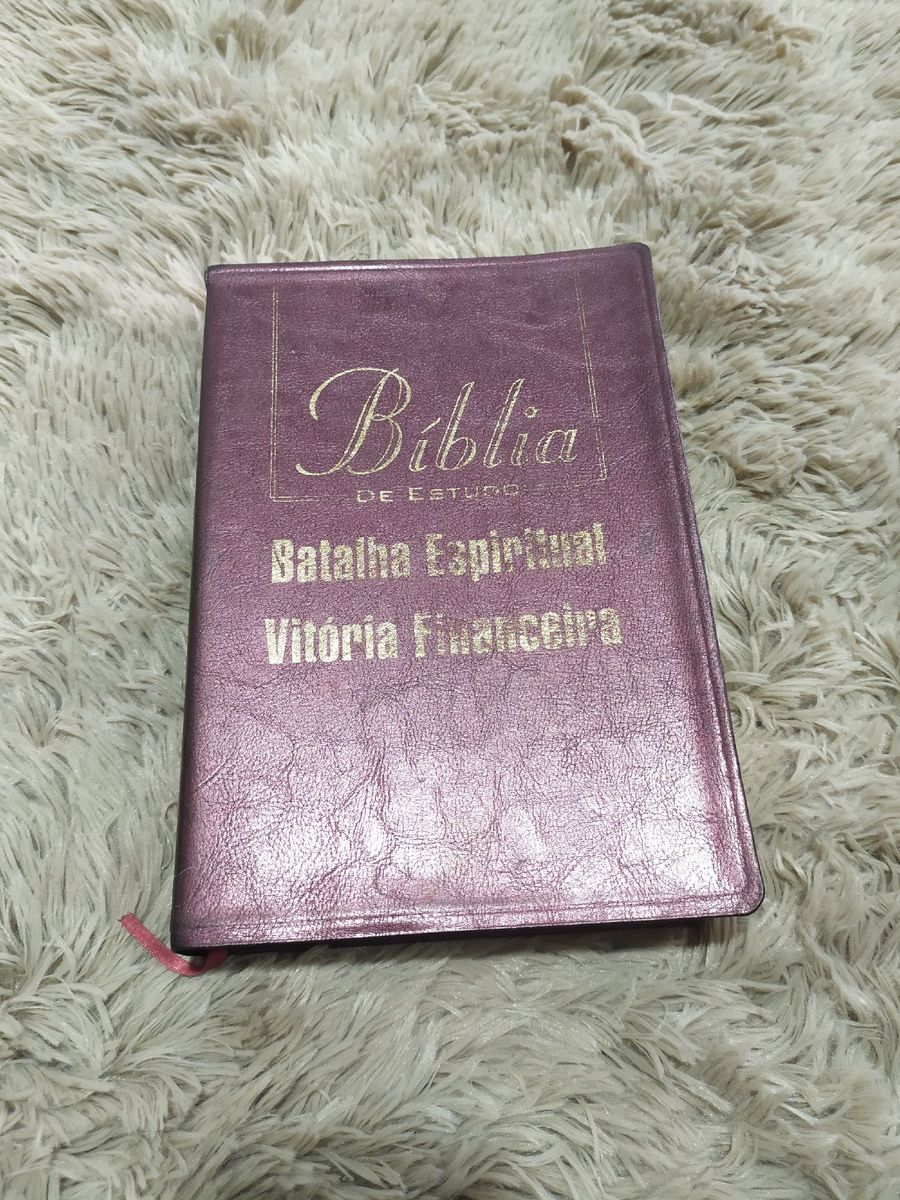 Bíblia
DE ESTUDO
Batalha Espiritual
Vitória Financeira